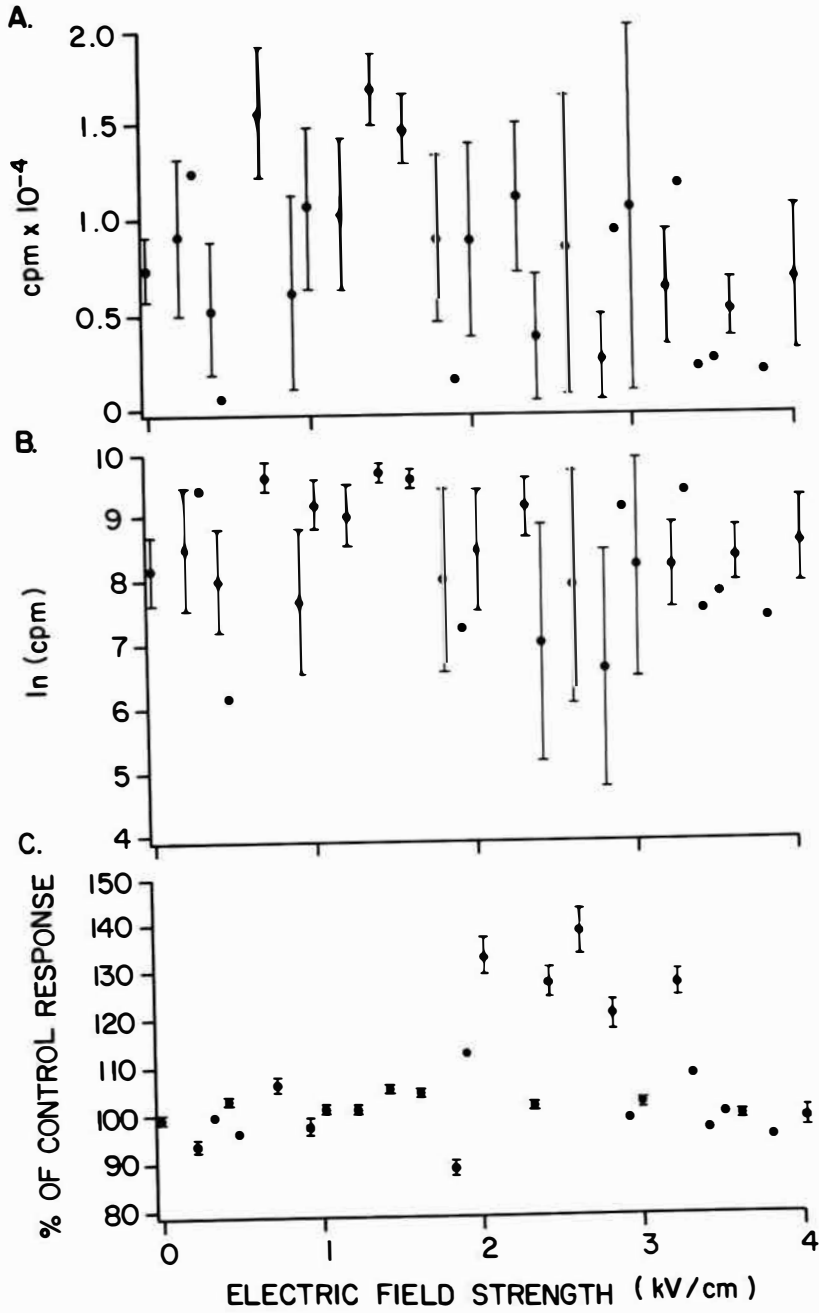 A.
cpm x 10⁻⁴
2.0
1.5
1.0
0.5
0
B.
ln (cpm)
10
9
8
7
6
5
4
C.
% OF CONTROL RESPONSE
150
140
130
120
110
100
90
80
0 1 2 3 4
ELECTRIC FIELD STRENGTH (kV/cm)